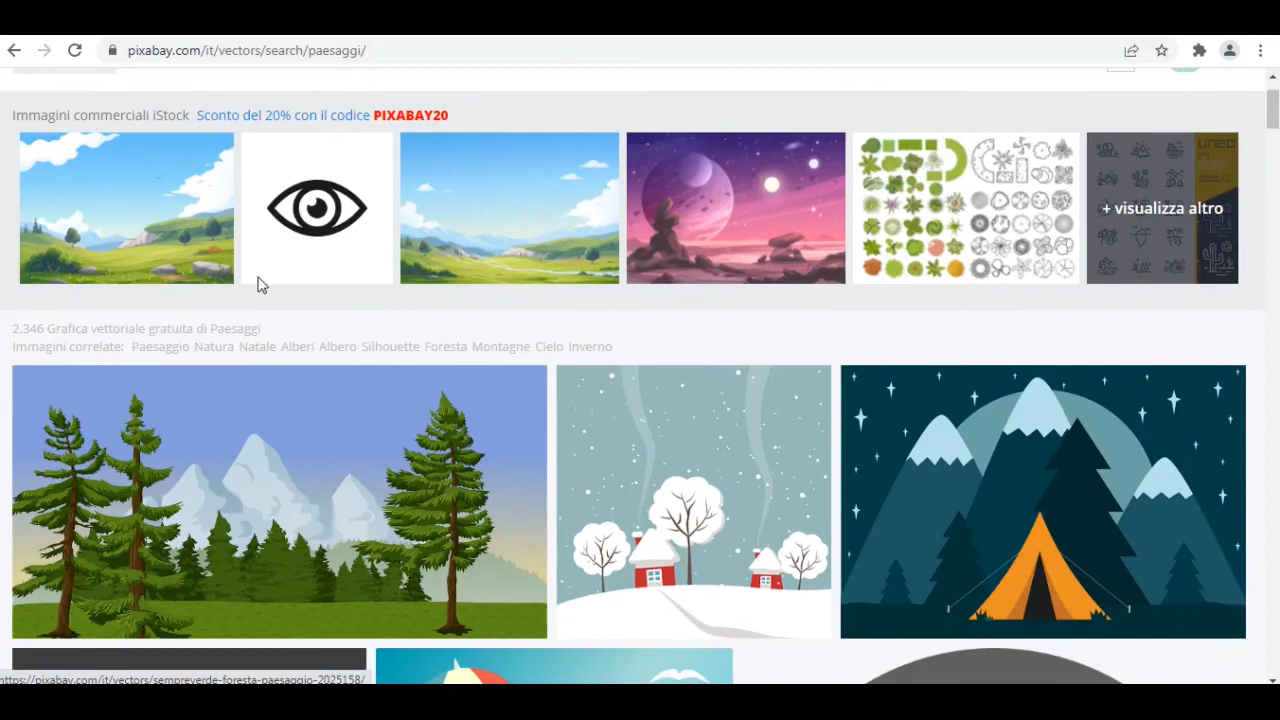 pixabay.com/it/vectors/search/paesaggi/
Immagini commerciali iStock Sconto del 20% con il codice PIXABAY20
+ visualizza altro
2.346 Grafica vettoriale gratuita di Paesaggi
Immagini correlate: Paesaggio Natura Natale Alberi Albero Silhouette Foresta Montagne Cielo Inverno
https://pixabay.com/it/vectors/sempreverde-foresta-paesaggio-2025158/